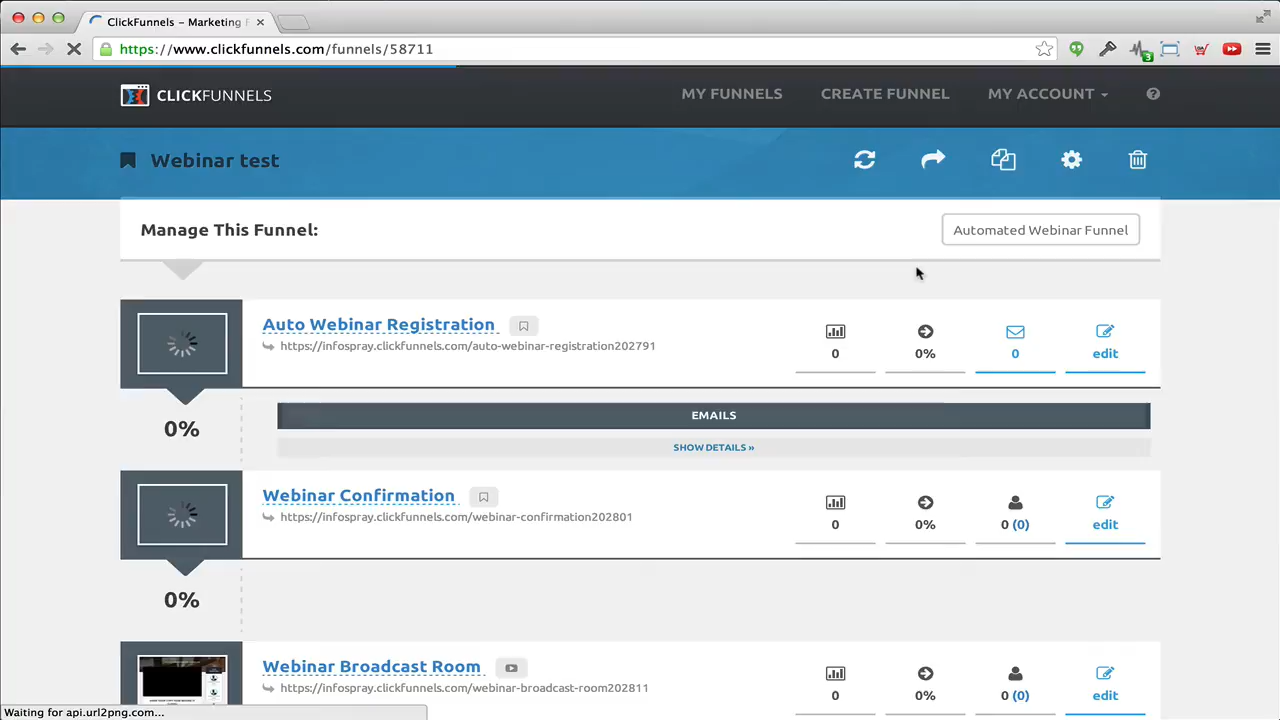 ClickFunnels – Marketing F
https://www.clickfunnels.com/funnels/58711
3
CLICKFUNNELS
MY FUNNELS
CREATE FUNNEL
MY ACCOUNT
Webinar test
Manage This Funnel:
Automated Webinar Funnel
Auto Webinar Registration
https://infospray.clickfunnels.com/auto-webinar-registration202791
0
0%
0
edit
0%
EMAILS
SHOW DETAILS »
Webinar Confirmation
https://infospray.clickfunnels.com/webinar-confirmation202801
0
0%
0 (0)
edit
0%
Webinar Broadcast Room
https://infospray.clickfunnels.com/webinar-broadcast-room202811
0
0%
0 (0)
edit
Waiting for api.url2png.com...